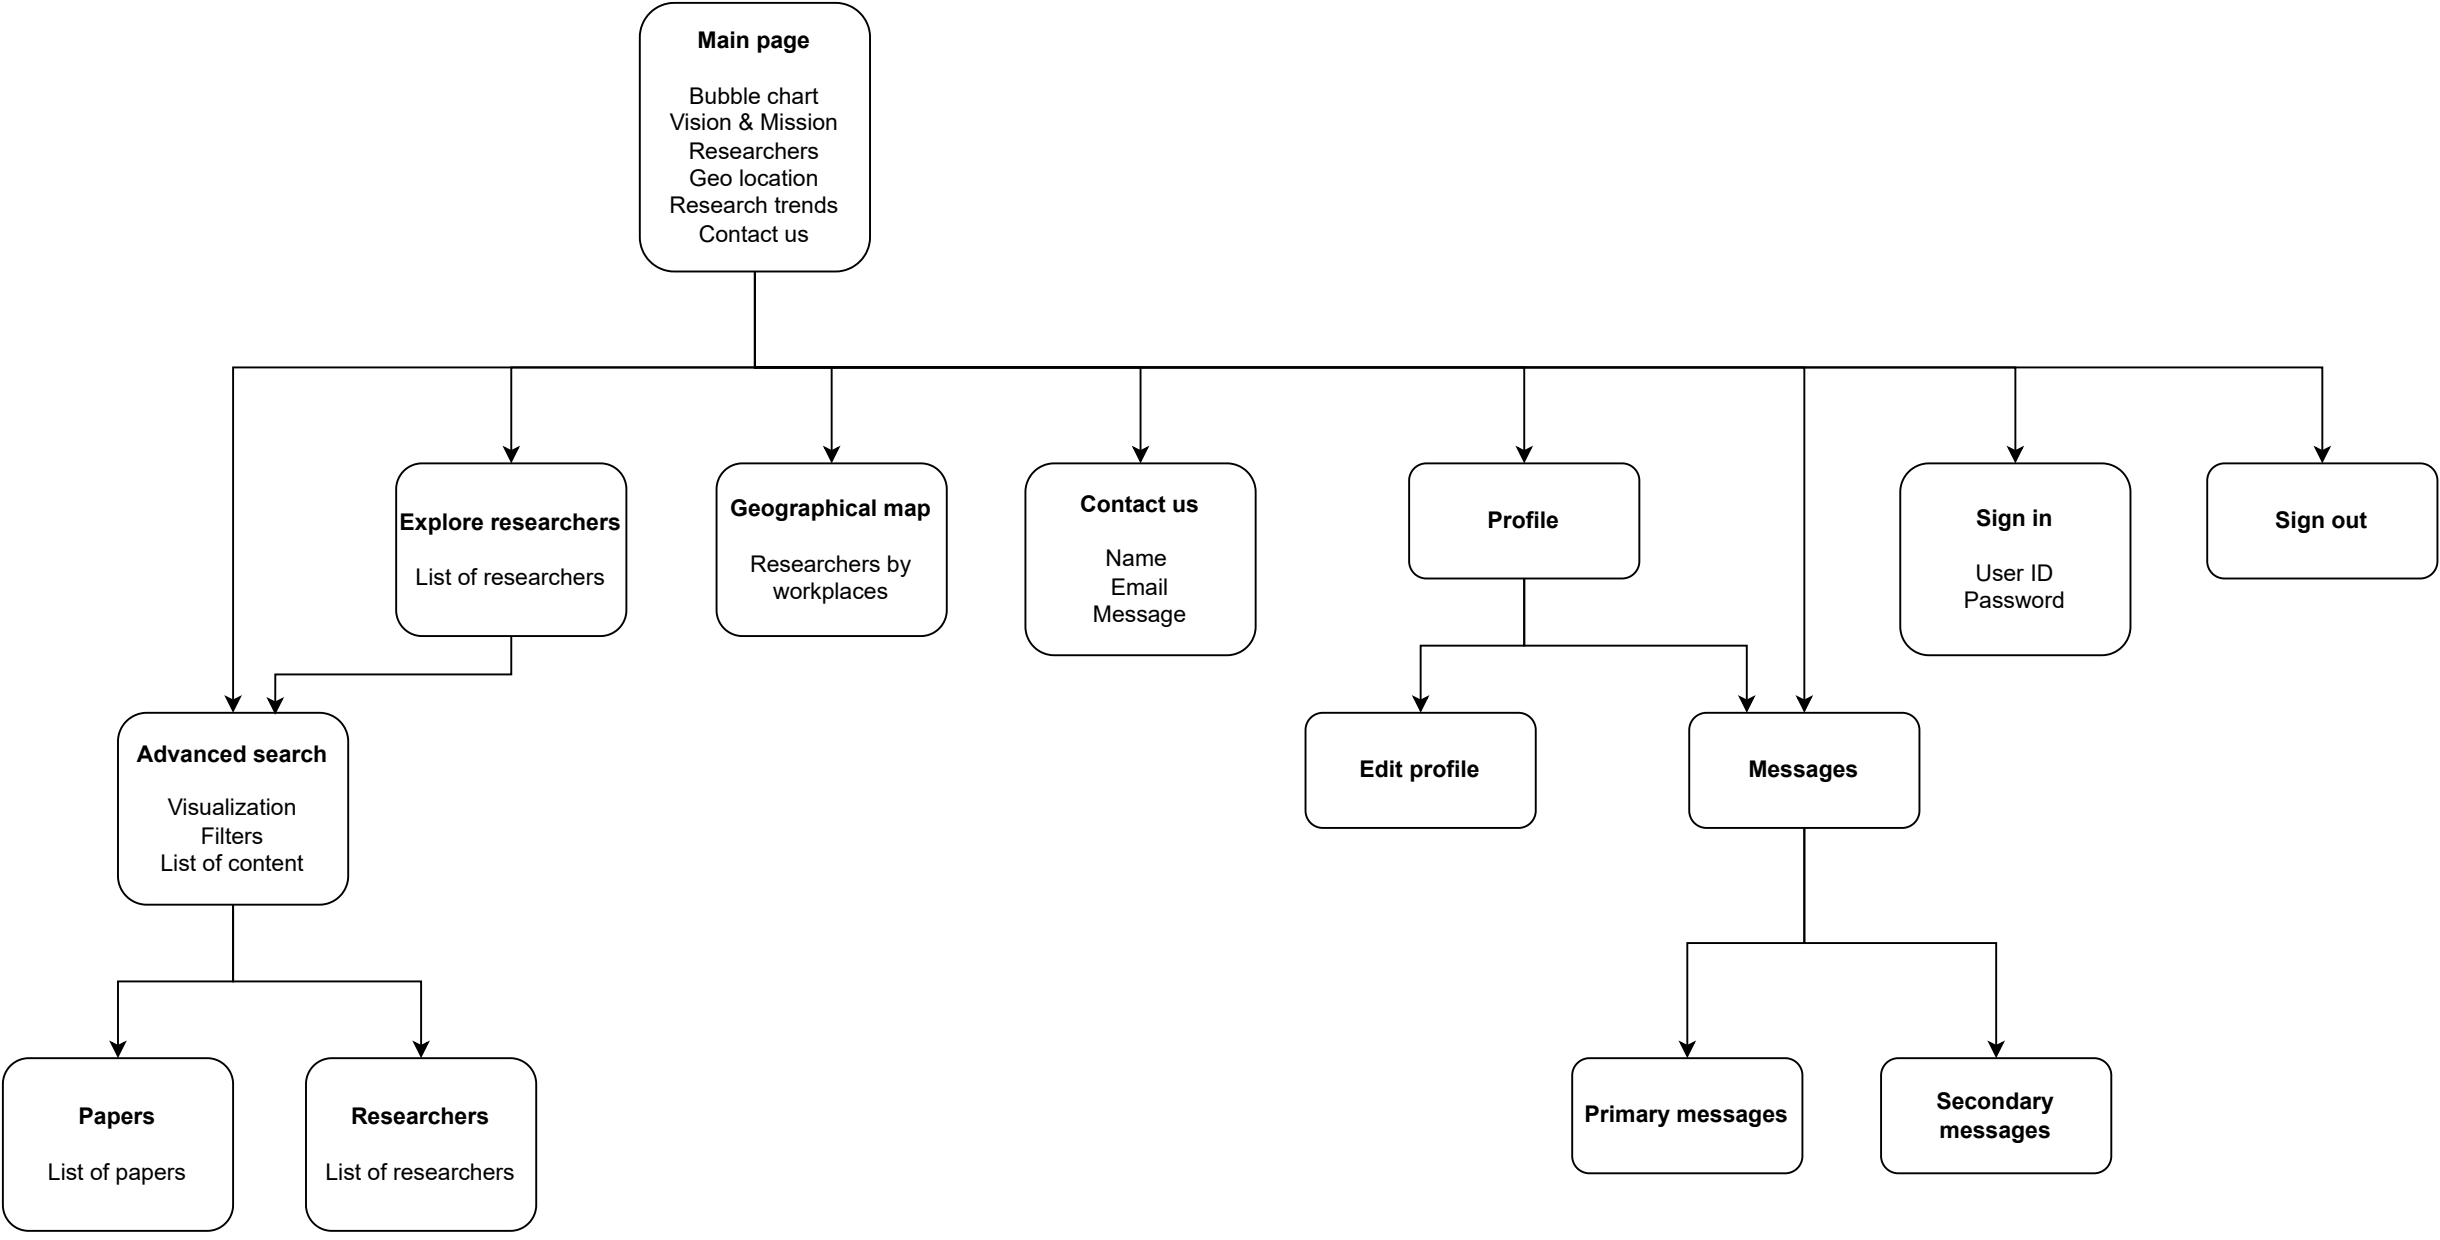 Main page
Bubble chart
Vision & Mission
Researchers
Geo location
Research trends
Contact us
Explore researchers
List of researchers
Geographical map
Researchers by
workplaces
Contact us
Name
Email
Message
Profile
Sign in
User ID
Password
Sign out
Advanced search
Visualization
Filters
List of content
Edit profile
Messages
Papers
List of papers
Researchers
List of researchers
Primary messages
Secondary
messages